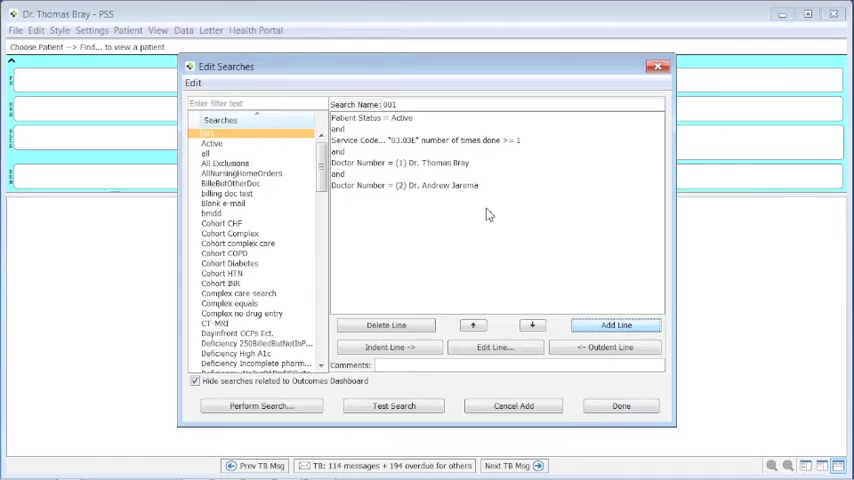 Dr. Thomas Bray - PSS
File Edit Style Settings Patient View Data Letter Health Portal
Choose Patient --> Find... to view a patient
Edit Searches
Edit
Enter filter text
Searches
001
Active
all
All Exclusions
AllNursingHomeOrders
BilleButOtherDoc
billing doc test
Blank e-mail
bmdd
Cohort CHF
Cohort Complex
Cohort complex care
Cohort COPD
Cohort Diabetes
Cohort HTN
Cohort INR
Complex care search
Complex equals
Complex no drug entry
CT-MRI
Dayinfront CCPs Ect.
Deficiency 250BilledButNotInP...
Deficiency High A1c
Deficiency Incomplete pharm...
Search Name: 001
Patient Status = Active
and
Service Code... "03.03E" number of times done >= 1
and
Doctor Number = (1) Dr. Thomas Bray
and
Doctor Number = (2) Dr. Andrew Jarema
Delete Line
Add Line
Indent Line ->
Edit Line...
<- Outdent Line
Comments:
Hide searches related to Outcomes Dashboard
Perform Search...
Test Search
Cancel Add
Done
Prev TB Msg
TB: 114 messages + 194 overdue for others
Next TB Msg